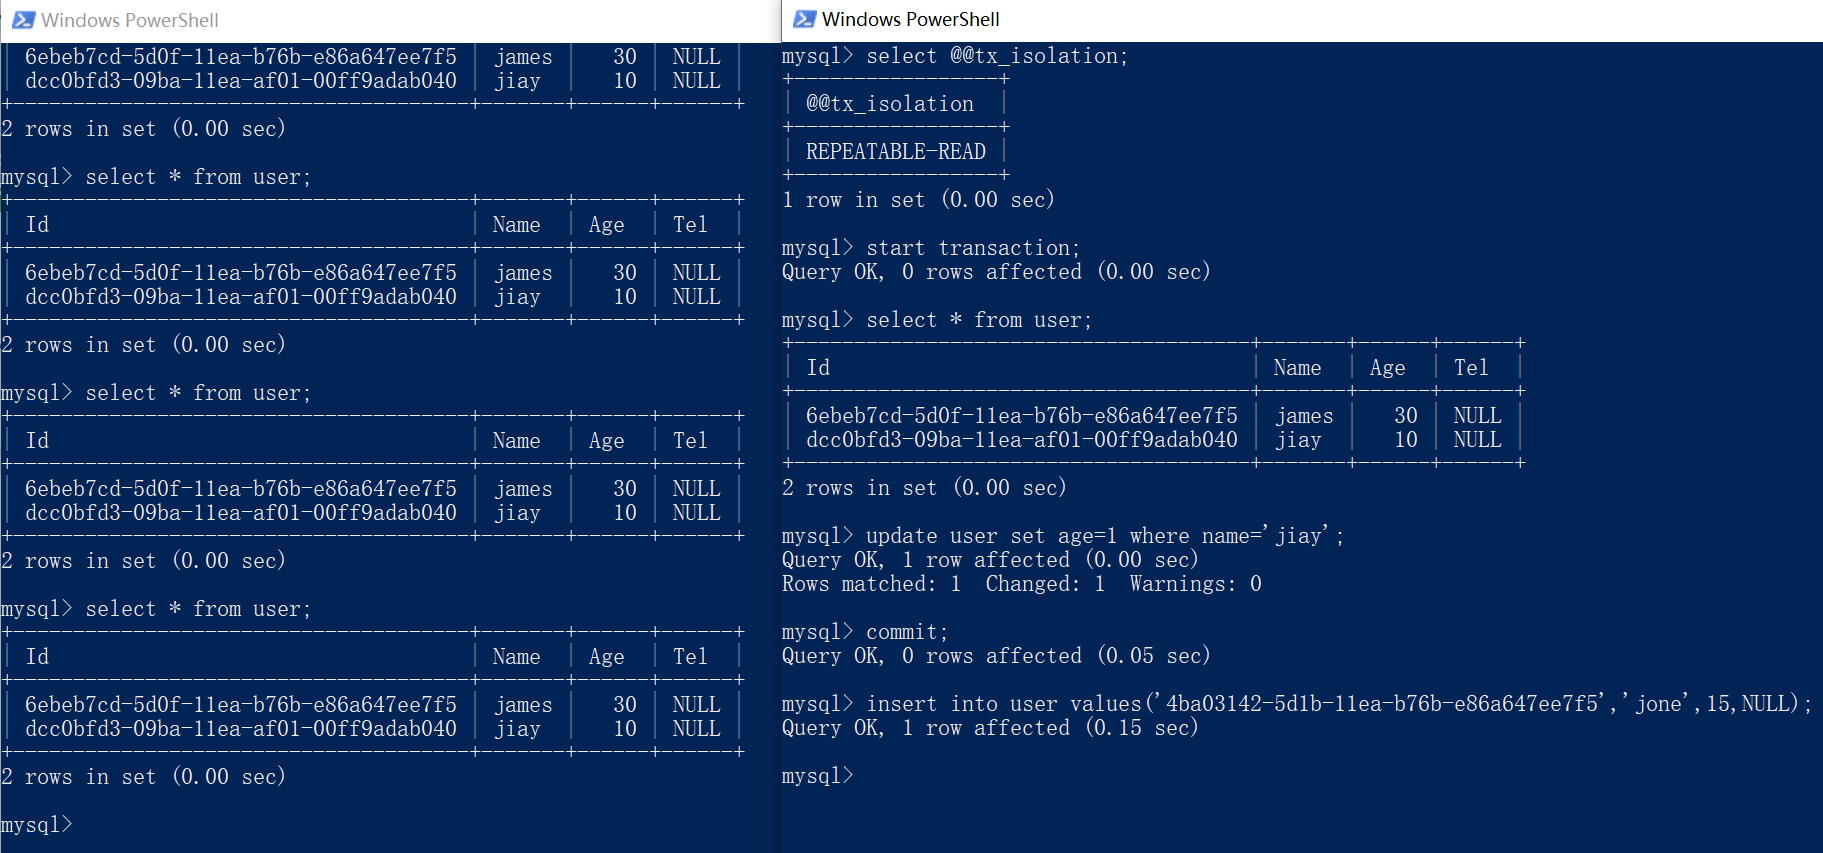 Windows PowerShell
| 6ebeb7cd-5d0f-11ea-b76b-e86a647ee7f5 | james |   30 | NULL |
| dcc0bfd3-09ba-11ea-af01-00ff9adab040 | jiay  |   10 | NULL |
+--------------------------------------+-------+------+------+
2 rows in set (0.00 sec)
mysql> select * from user;
+--------------------------------------+-------+------+------+
| Id                                   | Name  | Age  | Tel  |
+--------------------------------------+-------+------+------+
| 6ebeb7cd-5d0f-11ea-b76b-e86a647ee7f5 | james |   30 | NULL |
| dcc0bfd3-09ba-11ea-af01-00ff9adab040 | jiay  |   10 | NULL |
+--------------------------------------+-------+------+------+
2 rows in set (0.00 sec)
mysql> select * from user;
+--------------------------------------+-------+------+------+
| Id                                   | Name  | Age  | Tel  |
+--------------------------------------+-------+------+------+
| 6ebeb7cd-5d0f-11ea-b76b-e86a647ee7f5 | james |   30 | NULL |
| dcc0bfd3-09ba-11ea-af01-00ff9adab040 | jiay  |   10 | NULL |
+--------------------------------------+-------+------+------+
2 rows in set (0.00 sec)
mysql> select * from user;
+--------------------------------------+-------+------+------+
| Id                                   | Name  | Age  | Tel  |
+--------------------------------------+-------+------+------+
| 6ebeb7cd-5d0f-11ea-b76b-e86a647ee7f5 | james |   30 | NULL |
| dcc0bfd3-09ba-11ea-af01-00ff9adab040 | jiay  |   10 | NULL |
+--------------------------------------+-------+------+------+
2 rows in set (0.00 sec)
mysql>
Windows PowerShell
mysql> select @@tx_isolation;
+-----------------+
| @@tx_isolation  |
+-----------------+
| REPEATABLE-READ |
+-----------------+
1 row in set (0.00 sec)
mysql> start transaction;
Query OK, 0 rows affected (0.00 sec)
mysql> select * from user;
+--------------------------------------+-------+------+------+
| Id                                   | Name  | Age  | Tel  |
+--------------------------------------+-------+------+------+
| 6ebeb7cd-5d0f-11ea-b76b-e86a647ee7f5 | james |   30 | NULL |
| dcc0bfd3-09ba-11ea-af01-00ff9adab040 | jiay  |   10 | NULL |
+--------------------------------------+-------+------+------+
2 rows in set (0.00 sec)
mysql> update user set age=1 where name='jiay';
Query OK, 1 row affected (0.00 sec)
Rows matched: 1  Changed: 1  Warnings: 0
mysql> commit;
Query OK, 0 rows affected (0.05 sec)
mysql> insert into user values('4ba03142-5d1b-11ea-b76b-e86a647ee7f5','jone',15,NULL);
Query OK, 1 row affected (0.15 sec)
mysql>